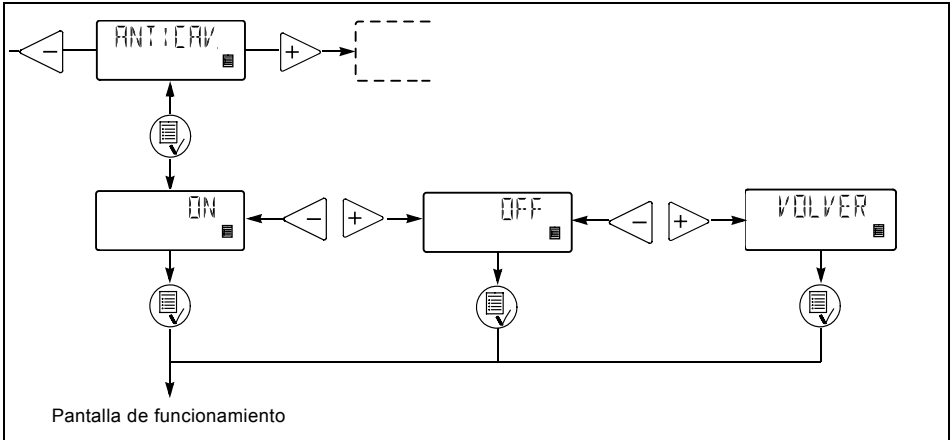 ANTICAV.
ON
OFF
VOLVER
Pantalla de funcionamiento